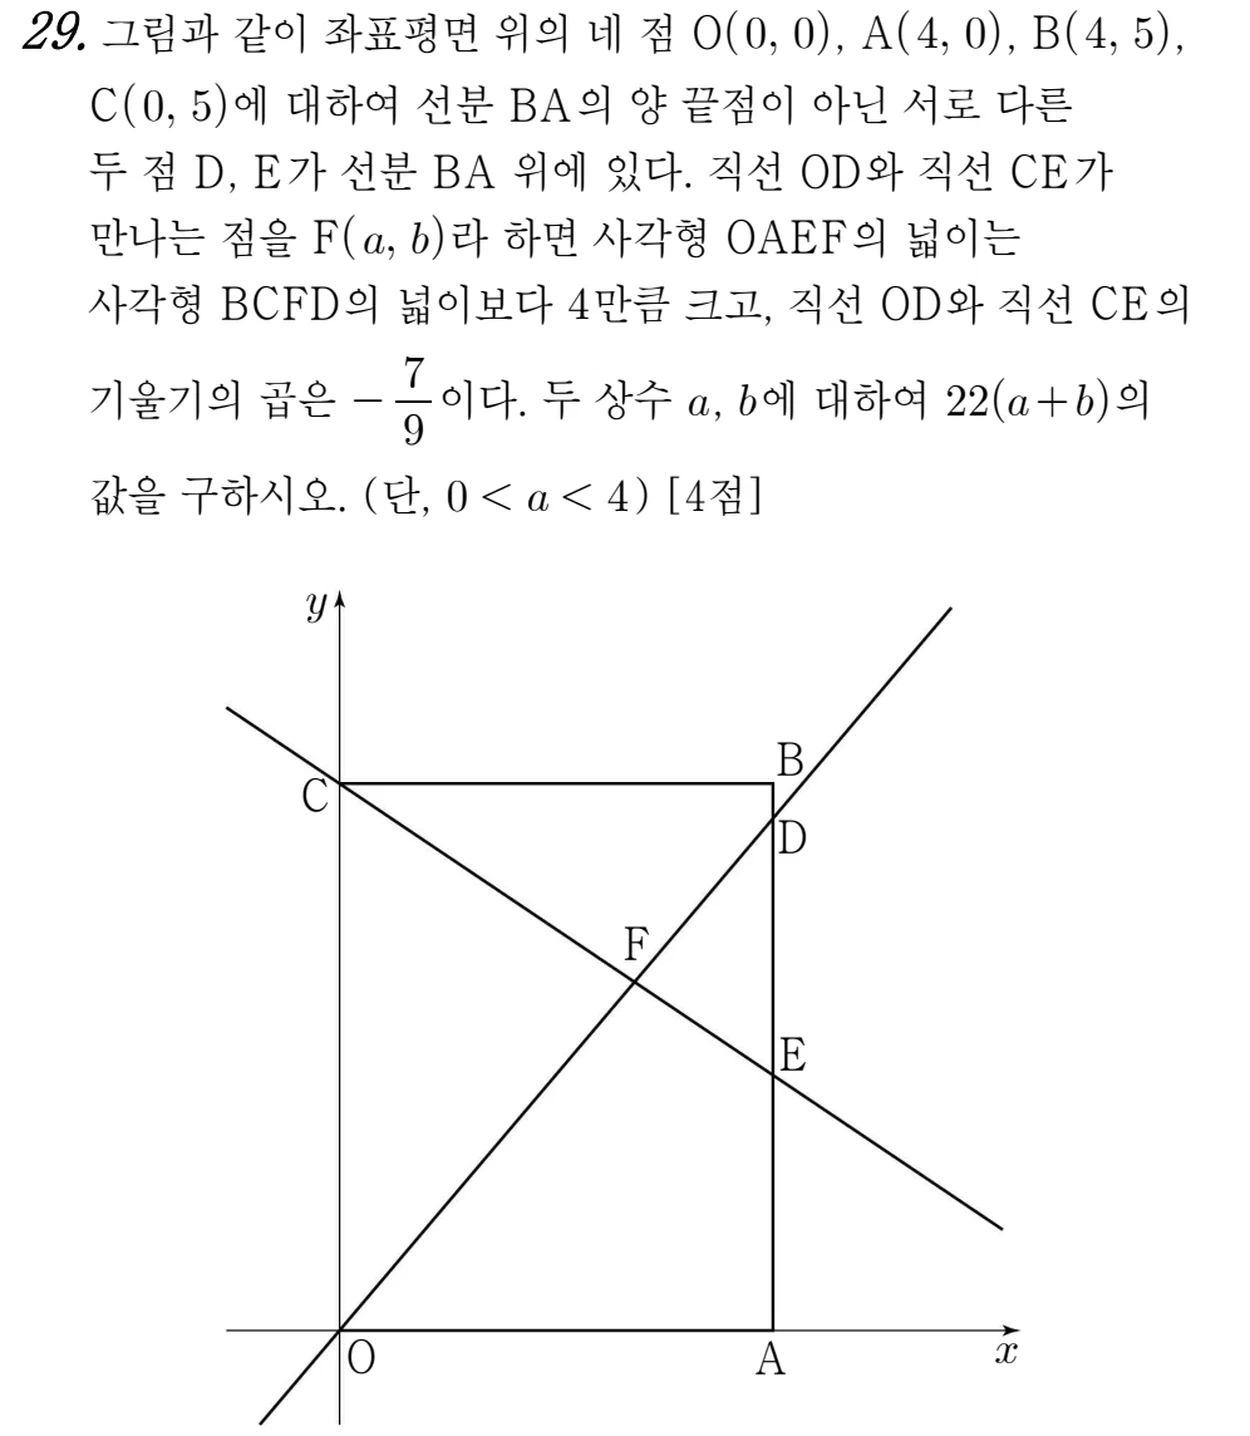 29. 그림과 같이 좌표평면 위의 네 점 O(0, 0), A(4, 0), B(4, 5),
C(0, 5)에 대하여 선분 BA의 양 끝점이 아닌 서로 다른
두 점 D, E가 선분 BA 위에 있다. 직선 OD와 직선 CE가
만나는 점을 F(a, b)라 하면 사각형 OAEF의 넓이는
사각형 BCFD의 넓이보다 4만큼 크고, 직선 OD와 직선 CE의
기울기의 곱은 -7/9이다. 두 상수 a, b에 대하여 22(a+b)의
값을 구하시오. (단, 0 < a < 4) [4점]
y
B
C
D
F
E
O
A
x